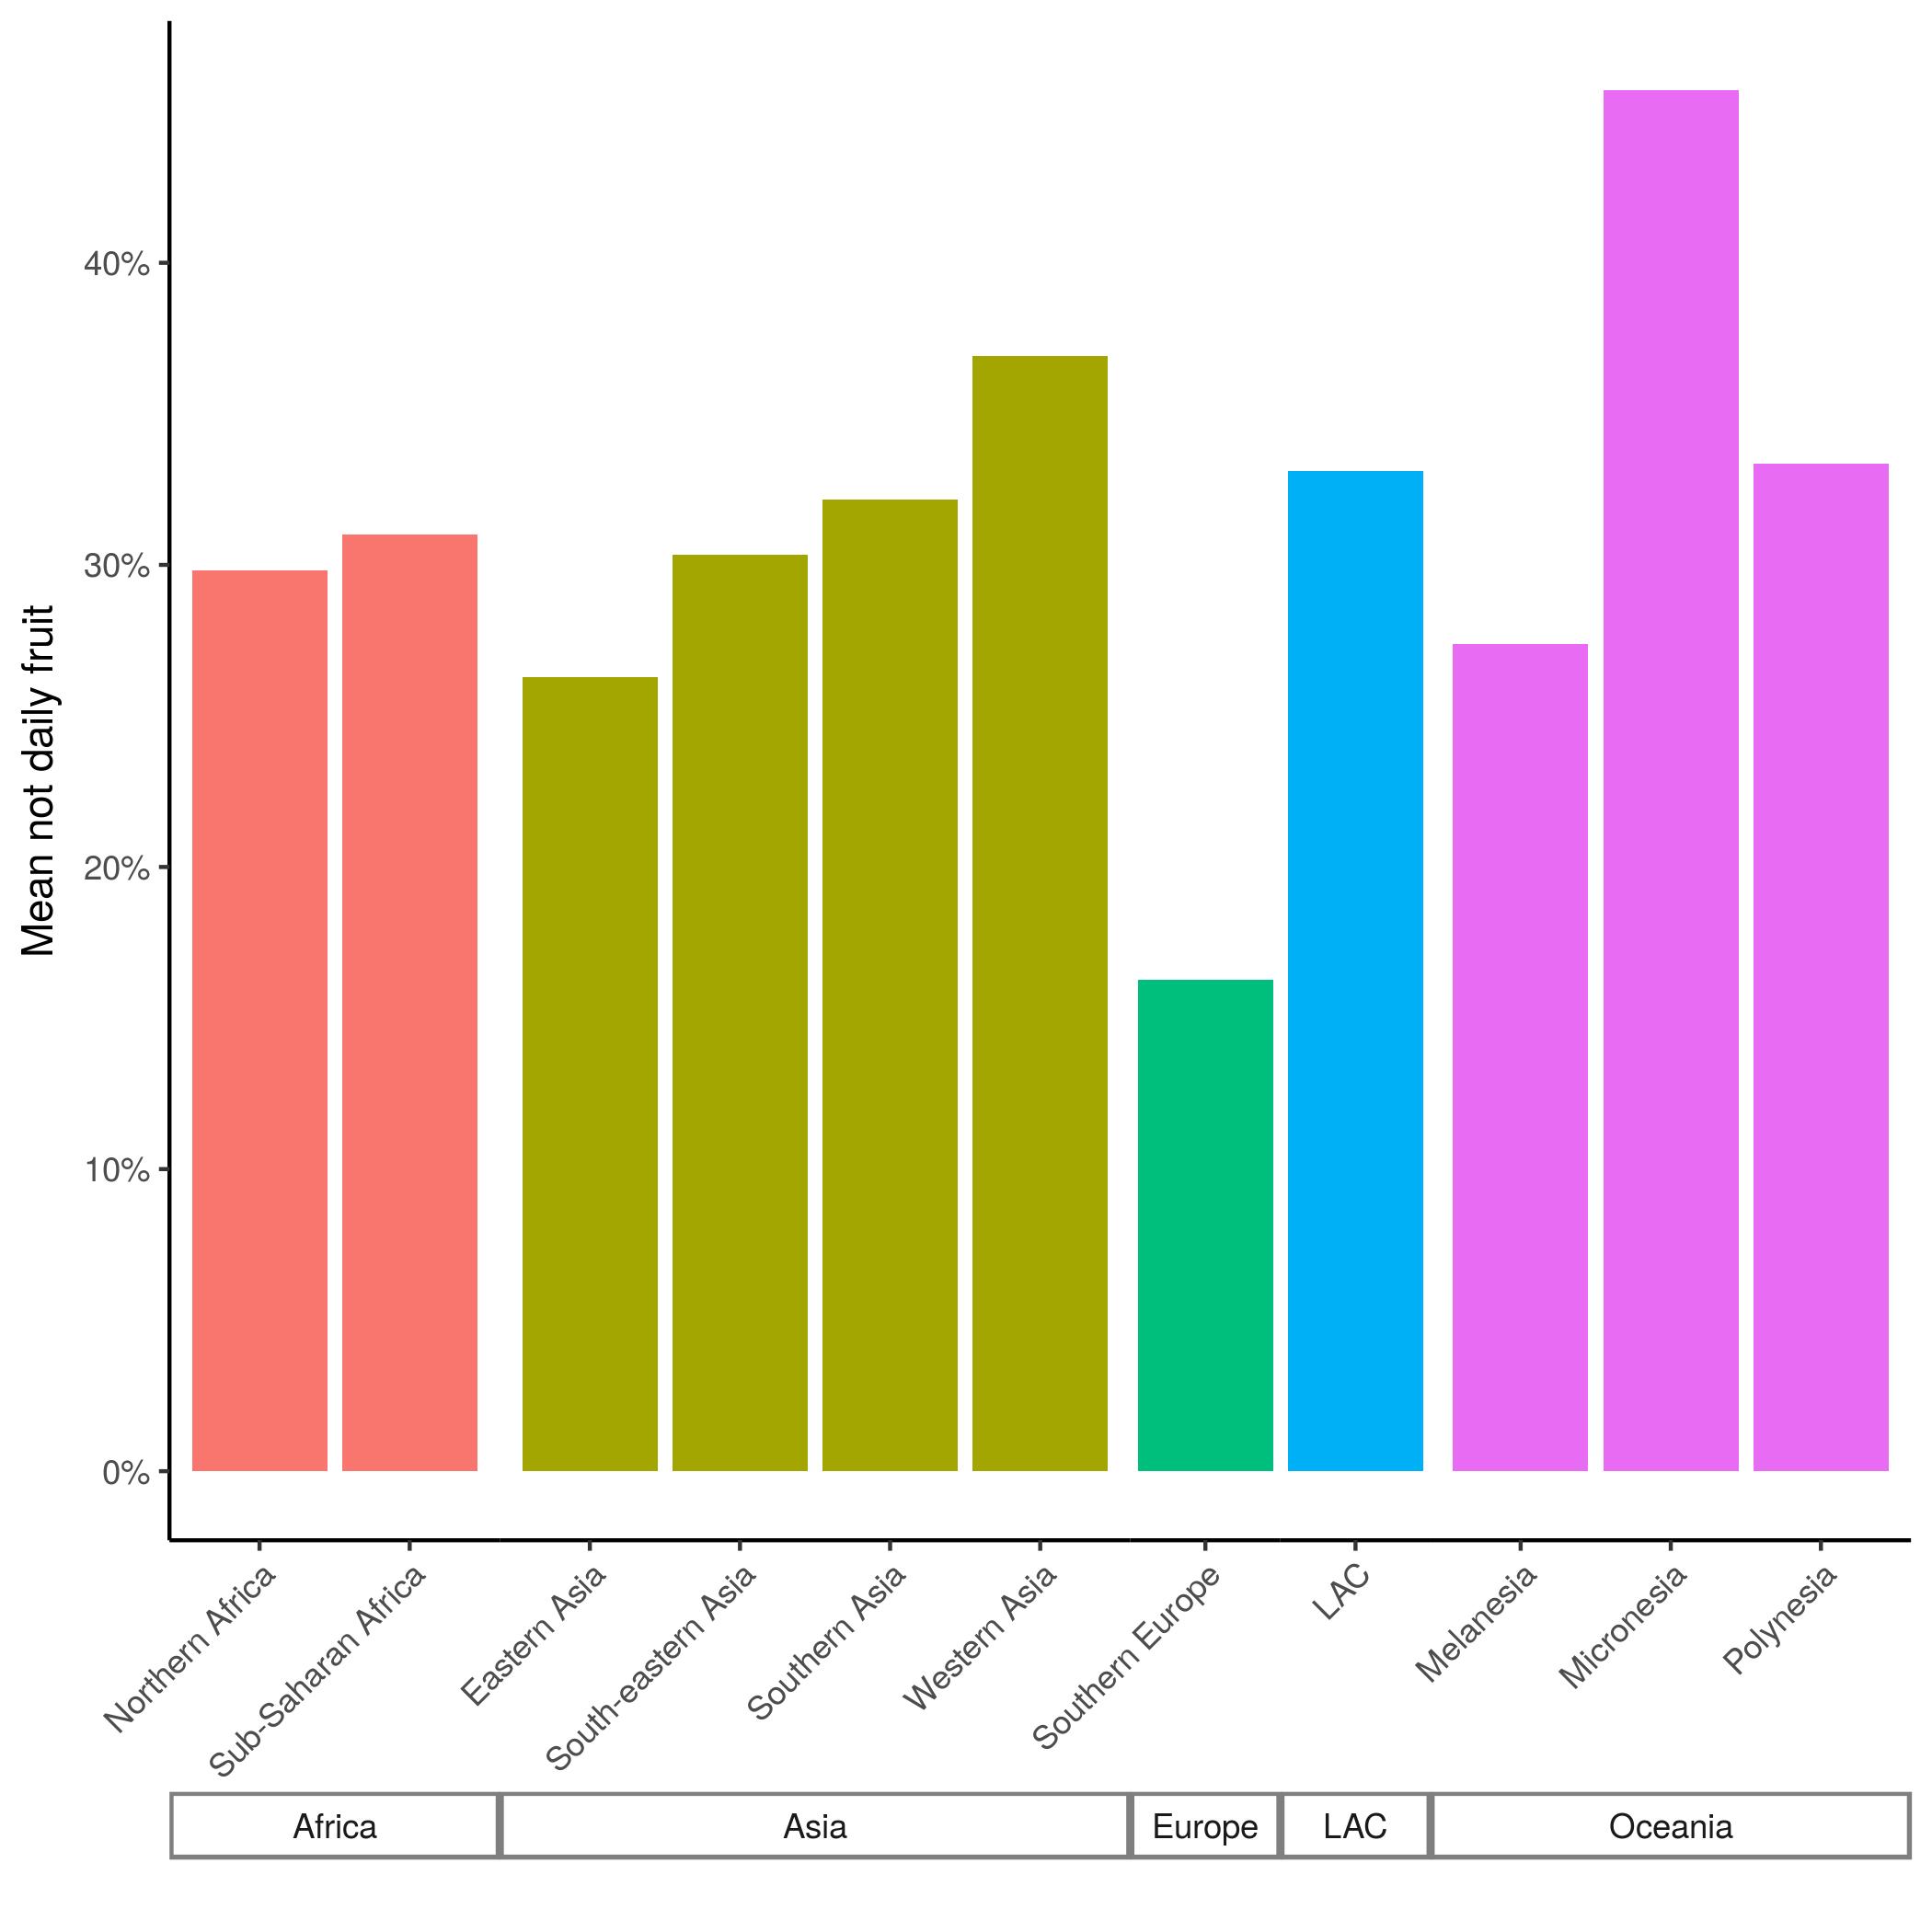 Mean not daily fruit
40%
30%
20%
10%
0%
Northern Africa
Sub-Saharan Africa
Eastern Asia
South-eastern Asia
Southern Asia
Western Asia
Southern Europe
LAC
Melanesia
Micronesia
Polynesia
Africa
Asia
Europe
LAC
Oceania